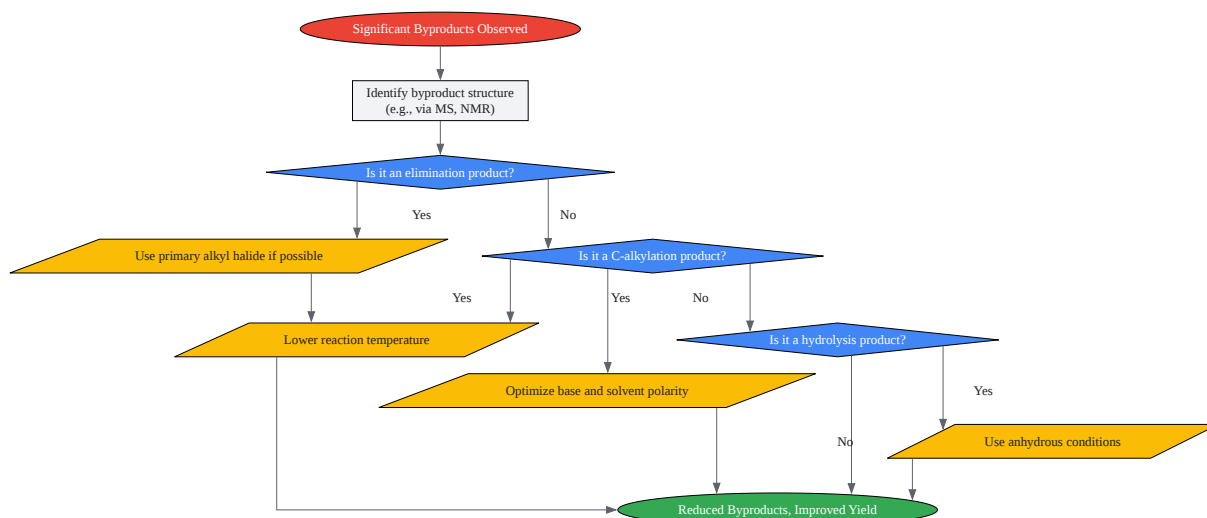 Significant Byproducts Observed
Identify byproduct structure
(e.g., via MS, NMR)
Is it an elimination product?
Yes
No
Use primary alkyl halide if possible
Is it a C-alkylation product?
Yes
Yes
No
Lower reaction temperature
Is it a hydrolysis product?
Optimize base and solvent polarity
Yes
No
Use anhydrous conditions
Reduced Byproducts, Improved Yield